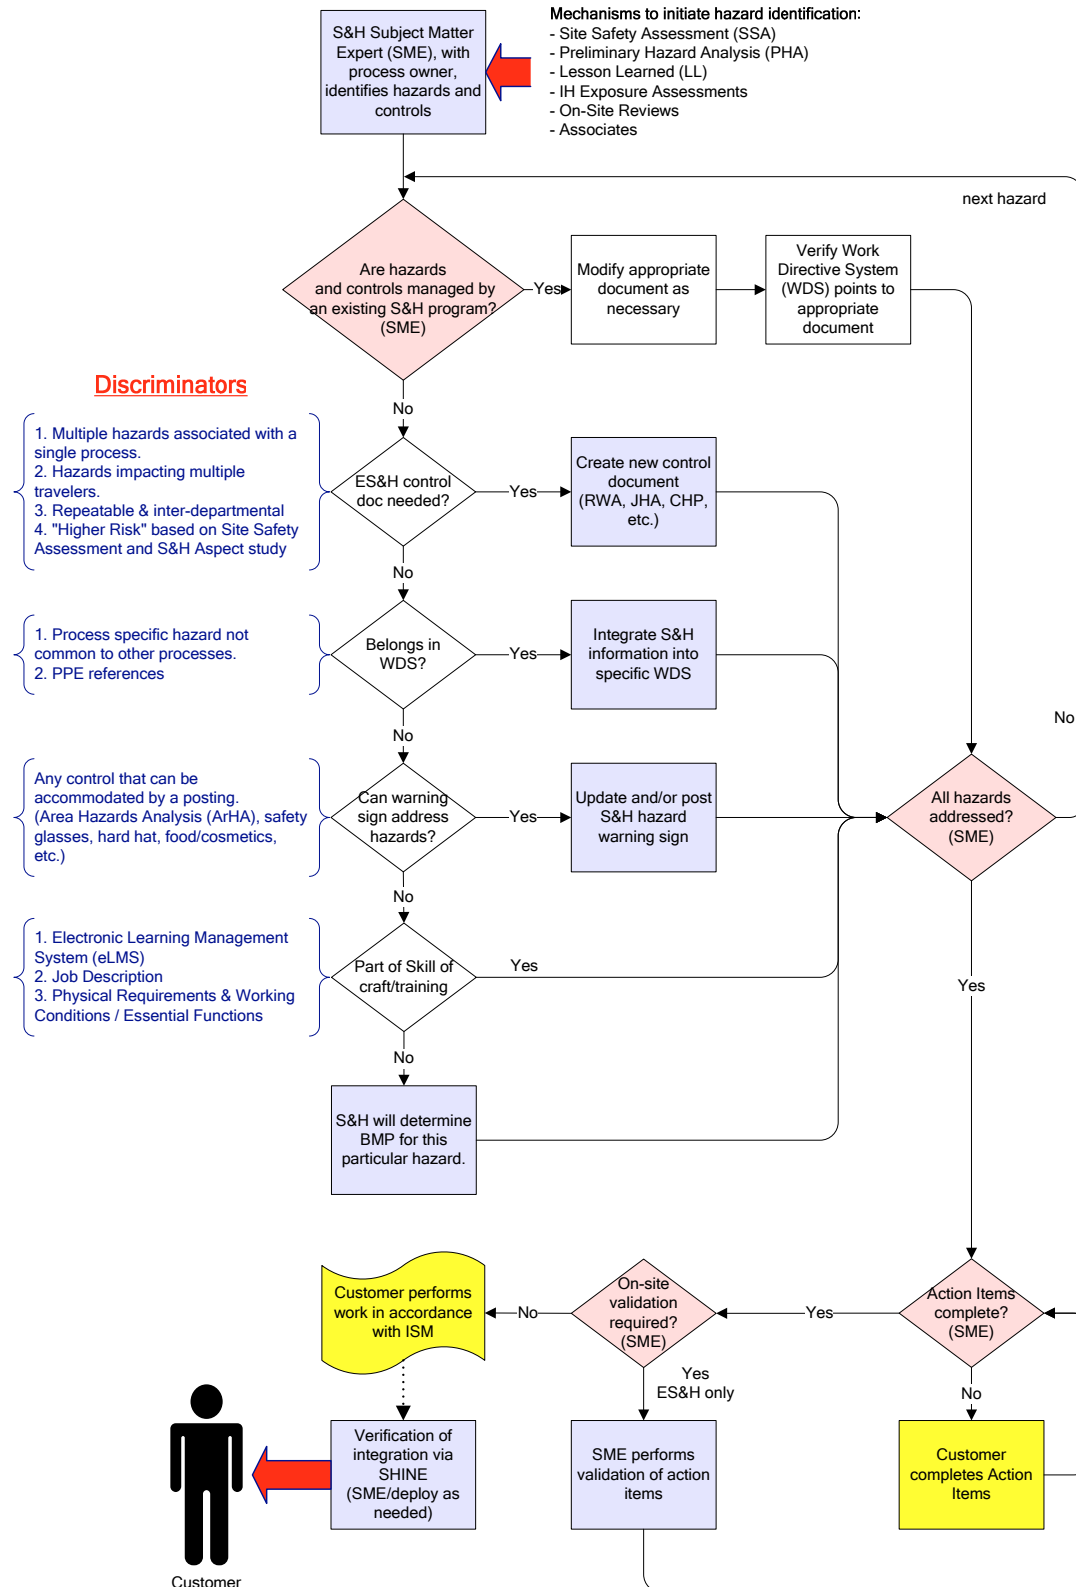 S&H Subject Matter
Expert (SME), with
process owner,
identifies hazards and
controls
Mechanisms to initiate hazard identification:
- Site Safety Assessment (SSA)
- Preliminary Hazard Analysis (PHA)
- Lesson Learned (LL)
- IH Exposure Assessments
- On-Site Reviews
- Associates
next hazard
Are hazards
and controls managed by
an existing S&H program?
(SME)
Yes
Modify appropriate
document as
necessary
Verify Work
Directive System
(WDS) points to
appropriate
document
Discriminators
No
1. Multiple hazards associated with a
single process.
2. Hazards impacting multiple
travelers.
3. Repeatable & inter-departmental
4. "Higher Risk" based on Site Safety
Assessment and S&H Aspect study
ES&H control
doc needed?
Yes
Create new control
document
(RWA, JHA, CHP,
etc.)
No
1. Process specific hazard not
common to other processes.
2. PPE references
Belongs in
WDS?
Yes
Integrate S&H
information into
specific WDS
No
No
Any control that can be
accommodated by a posting.
(Area Hazards Analysis (ArHA), safety
glasses, hard hat, food/cosmetics,
etc.)
Can warning
sign address
hazards?
Yes
Update and/or post
S&H hazard
warning sign
All hazards
addressed?
(SME)
No
1. Electronic Learning Management
System (eLMS)
2. Job Description
3. Physical Requirements & Working
Conditions / Essential Functions
Part of Skill of
craft/training
Yes
Yes
No
S&H will determine
BMP for this
particular hazard.
Customer performs
work in accordance
with ISM
No
On-site
validation
required?
(SME)
Yes
Action Items
complete?
(SME)
Yes
ES&H only
No
Verification of
integration via
SHINE
(SME/deploy as
needed)
SME performs
validation of action
items
Customer
completes Action
Items
Customer